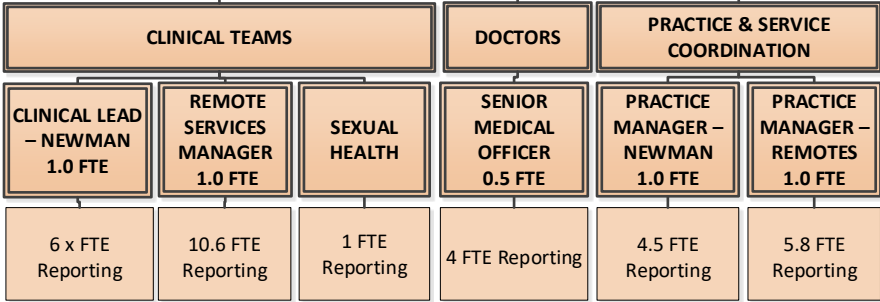 CLINICAL TEAMS
DOCTORS
PRACTICE & SERVICE
COORDINATION
CLINICAL LEAD
– NEWMAN
1.0 FTE
REMOTE
SERVICES
MANAGER
1.0 FTE
SEXUAL
HEALTH
SENIOR
MEDICAL
OFFICER
0.5 FTE
PRACTICE
MANAGER –
NEWMAN
1.0 FTE
PRACTICE
MANAGER –
REMOTES
1.0 FTE
6 x FTE
Reporting
10.6 FTE
Reporting
1 FTE
Reporting
4 FTE Reporting
4.5 FTE
Reporting
5.8 FTE
Reporting